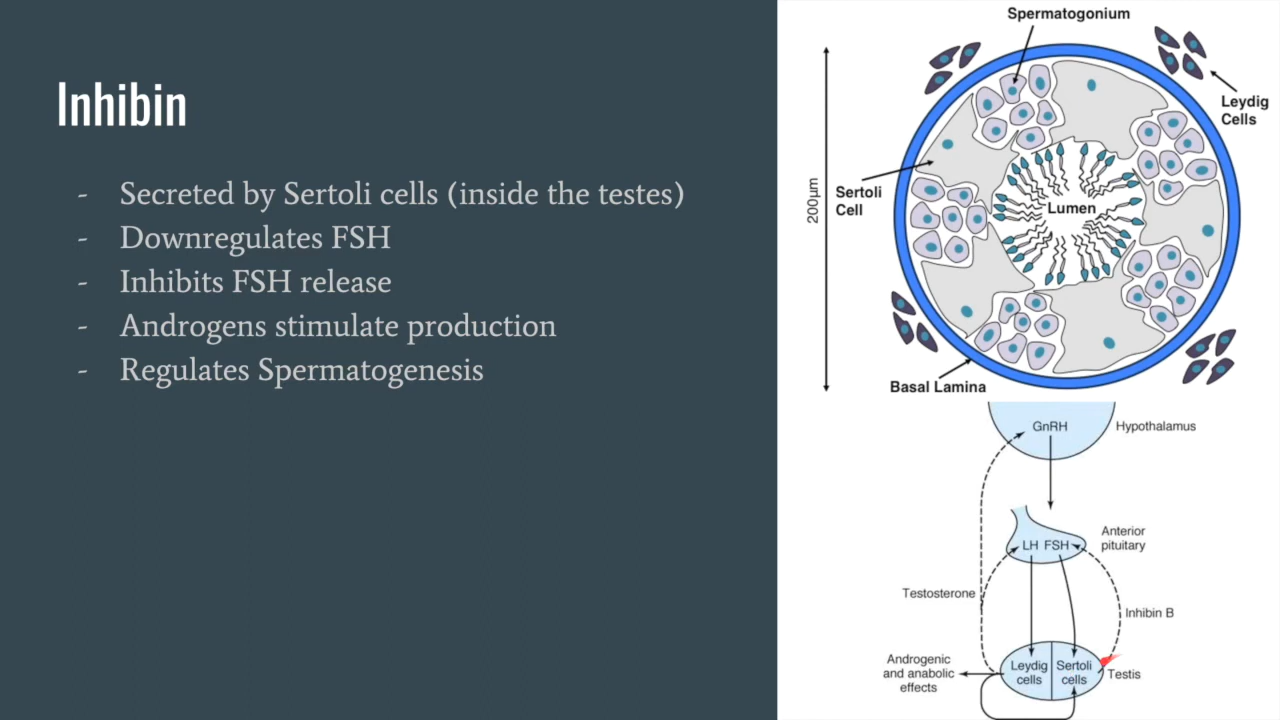 Inhibin
- Secreted by Sertoli cells (inside the testes)
- Downregulates FSH
- Inhibits FSH release
- Androgens stimulate production
- Regulates Spermatogenesis
Spermatogonium
Leydig
Cells
Sertoli
Cell
200µm
Lumen
Basal Lamina
GnRH
Hypothalamus
LH FSH
Anterior
pituitary
Testosterone
Inhibin B
Androgenic
and anabolic
effects
Leydig
cells
Sertoli
cells
Testis